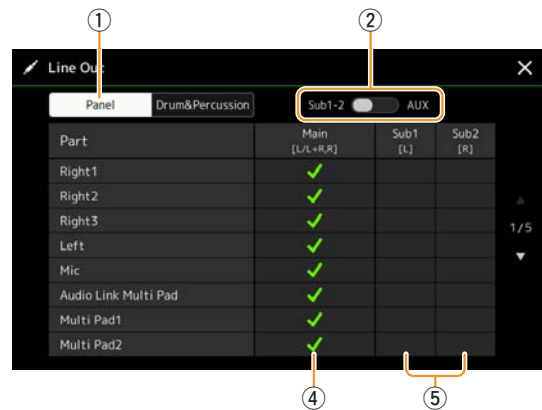 ① ②
Line Ou
Panel Drum&Percussion Sub1-2 AUX
Part Main Sub1 Sub2
[L/L+R,R] [L] [R]
Right1
Right2
Right3
1/5
Left
Mic
Audio Link Multi Pad
Multi Pad1
Multi Pad2
④ ⑤